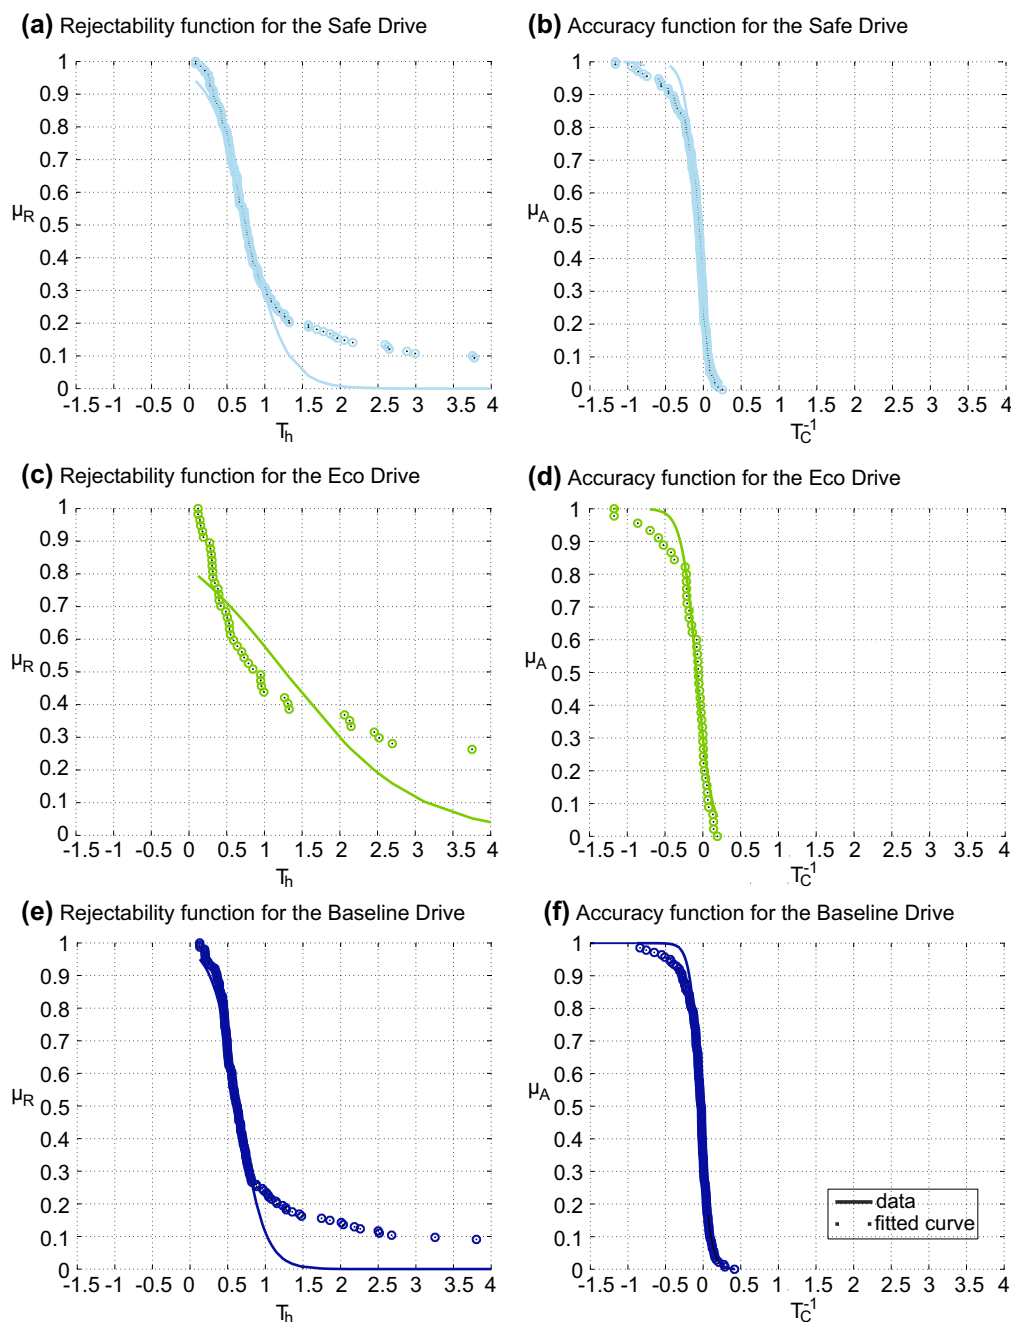 (a) Rejectability function for the Safe Drive
(b) Accuracy function for the Safe Drive
1
0.9
0.8
0.7
0.6
μR
0.5
0.4
0.3
0.2
0.1
0
-1.5 -1 -0.5 0 0.5 1 1.5 2 2.5 3 3.5 4
Th
1
0.9
0.8
0.7
0.6
μA
0.5
0.4
0.3
0.2
0.1
0
-1.5 -1 -0.5 0 0.5 1 1.5 2 2.5 3 3.5 4
TC-1
(c) Rejectability function for the Eco Drive
(d) Accuracy function for the Eco Drive
1
0.9
0.8
0.7
0.6
μR
0.5
0.4
0.3
0.2
0.1
0
-1.5 -1 -0.5 0 0.5 1 1.5 2 2.5 3 3.5 4
Th
1
0.9
0.8
0.7
0.6
μA
0.5
0.4
0.3
0.2
0.1
0
-1.5 -1 -0.5 0 0.5 1 1.5 2 2.5 3 3.5 4
TC-1
(e) Rejectability function for the Baseline Drive
(f) Accuracy function for the Baseline Drive
1
0.9
0.8
0.7
0.6
μR
0.5
0.4
0.3
0.2
0.1
0
-1.5 -1 -0.5 0 0.5 1 1.5 2 2.5 3 3.5 4
Th
1
0.9
0.8
0.7
0.6
μA
0.5
0.4
0.3
0.2
0.1
0
-1.5 -1 -0.5 0 0.5 1 1.5 2 2.5 3 3.5 4
TC-1
data
fitted curve